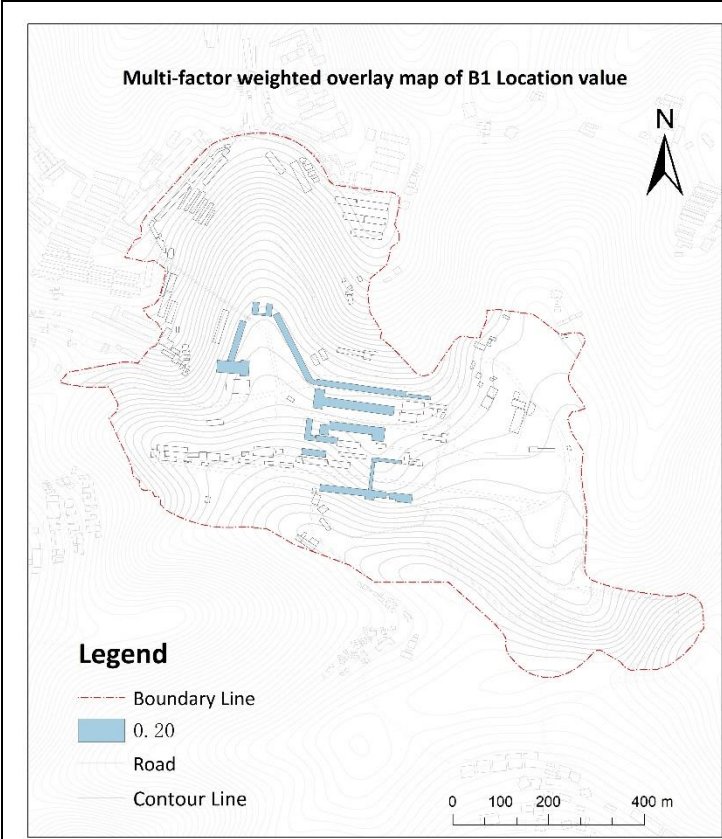 Multi-factor weighted overlay map of B1 Location value
N
Legend
Boundary Line
0.20
Road
Contour Line
0 100 200 400 m